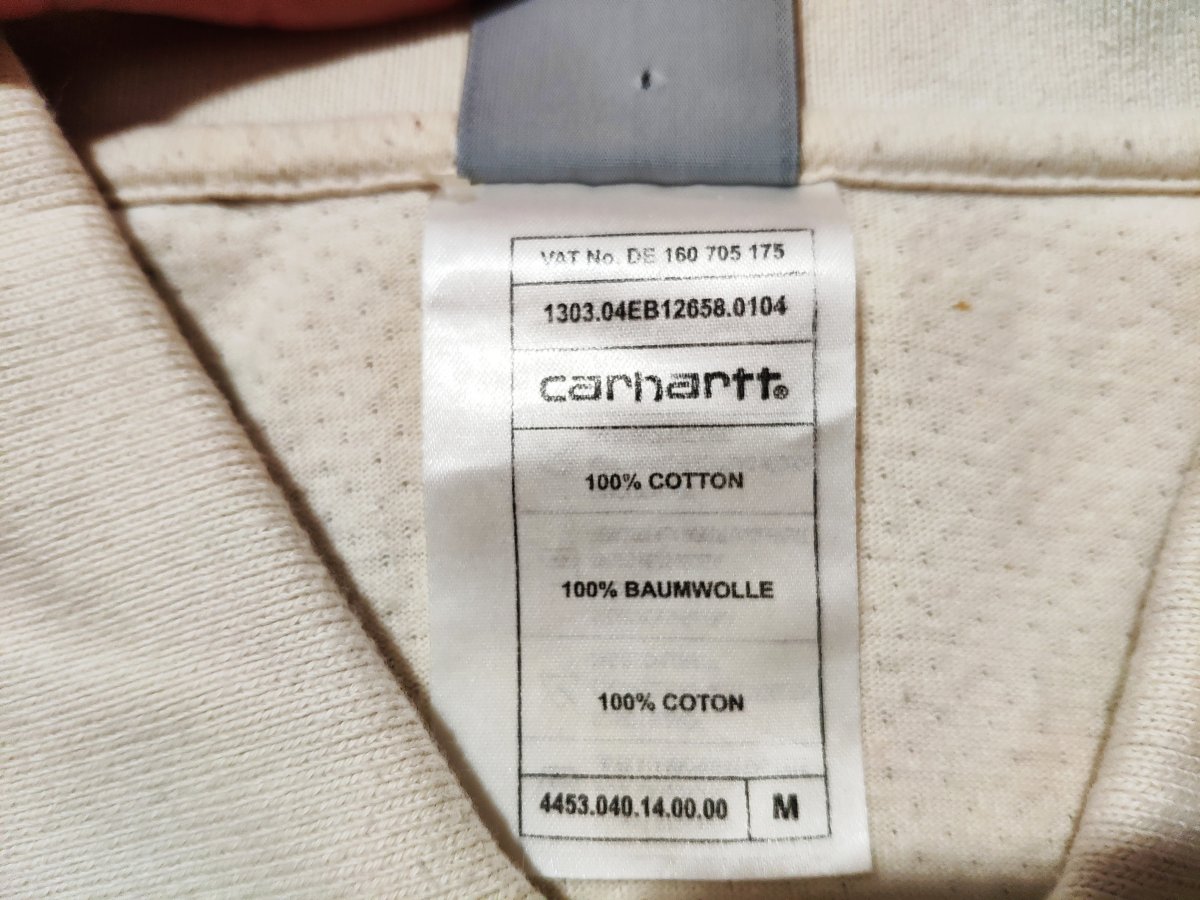 VAT No. DE 160 705 175
1303.04EB12658.0104
carhartt®
100% COTTON
100% BAUMWOLLE
100% COTON
4453.040.14.00.00 M